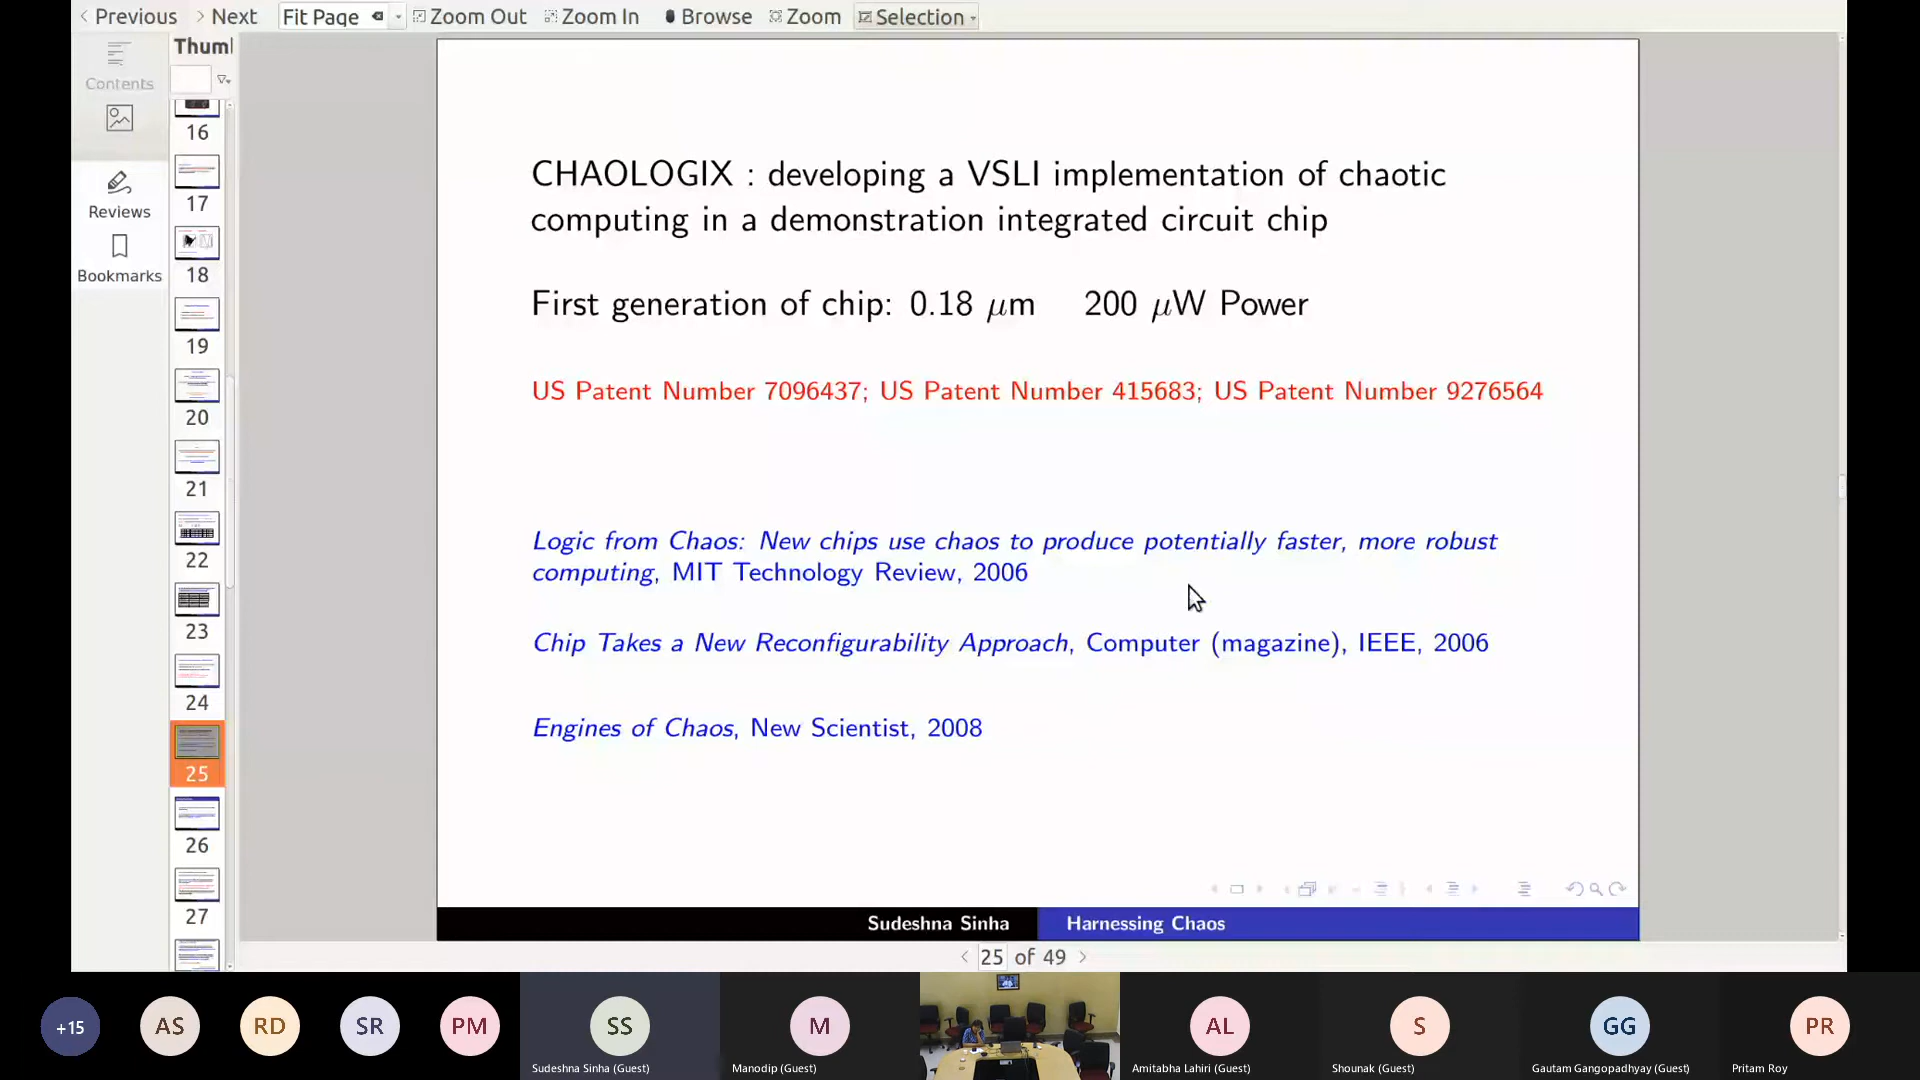 Previous Next Fit Page Zoom Out Zoom In Browse Zoom Selection
Contents
Reviews
Bookmarks
Thuml
16
17
18
19
20
21
22
23
24
25
26
27
CHAOLOGIX : developing a VSLI implementation of chaotic
computing in a demonstration integrated circuit chip
First generation of chip: 0.18 μm 200 μW Power
US Patent Number 7096437; US Patent Number 415683; US Patent Number 9276564
Logic from Chaos: New chips use chaos to produce potentially faster, more robust
computing, MIT Technology Review, 2006
Chip Takes a New Reconfigurability Approach, Computer (magazine), IEEE, 2006
Engines of Chaos, New Scientist, 2008
Sudeshna Sinha Harnessing Chaos
25 of 49
+15 AS RD SR PM SS M AL S GG PR
Sudeshna Sinha (Guest) Manodip (Guest) Amitabha Lahiri (Guest) Shounak (Guest) Gautam Gangopadhyay (Guest) Pritam Roy